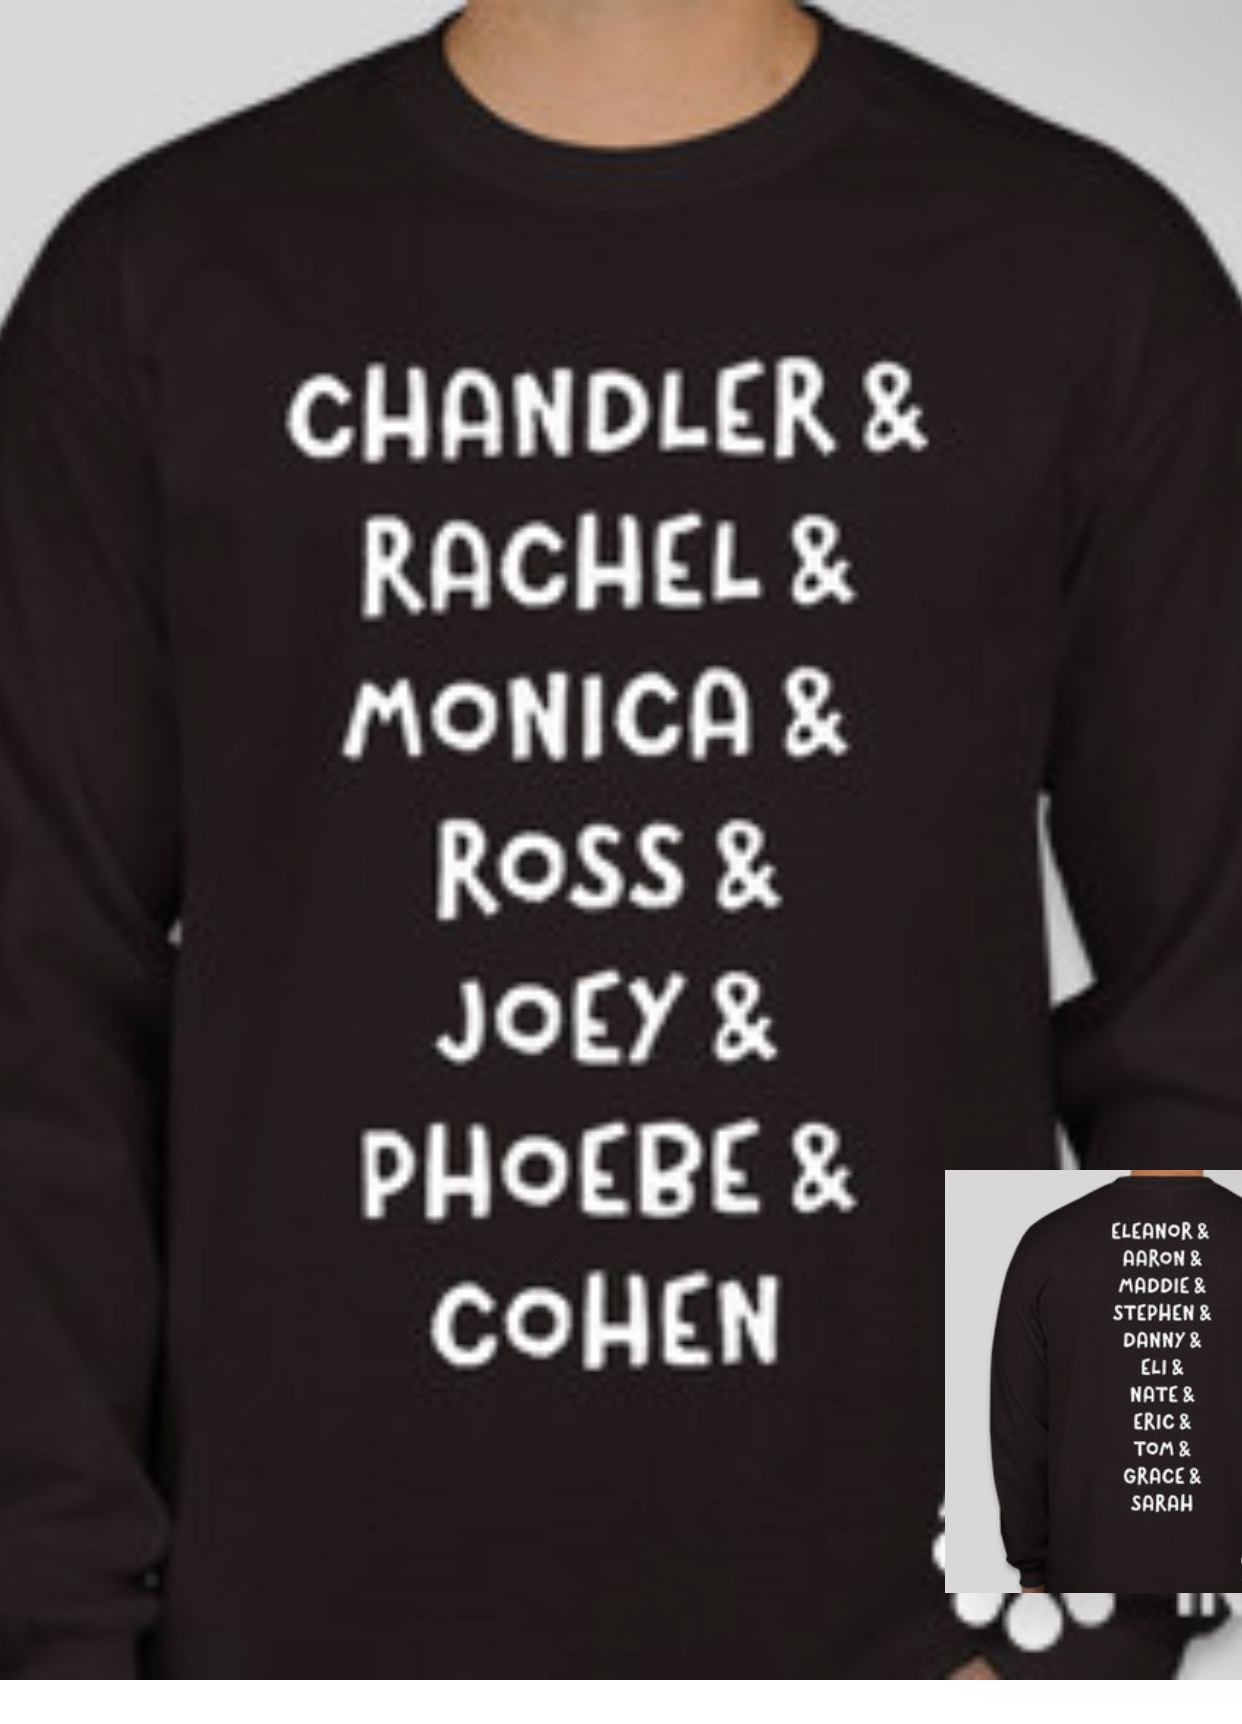 CHANDLER &
RACHEL &
MONICA &
ROSS &
JOEY &
PHOEBE &
COHEN
ELEANOR &
AARON &
MADDIE &
STEPHEN &
DANNY &
ELI &
NATE &
ERIC &
TOM &
GRACE &
SARAH